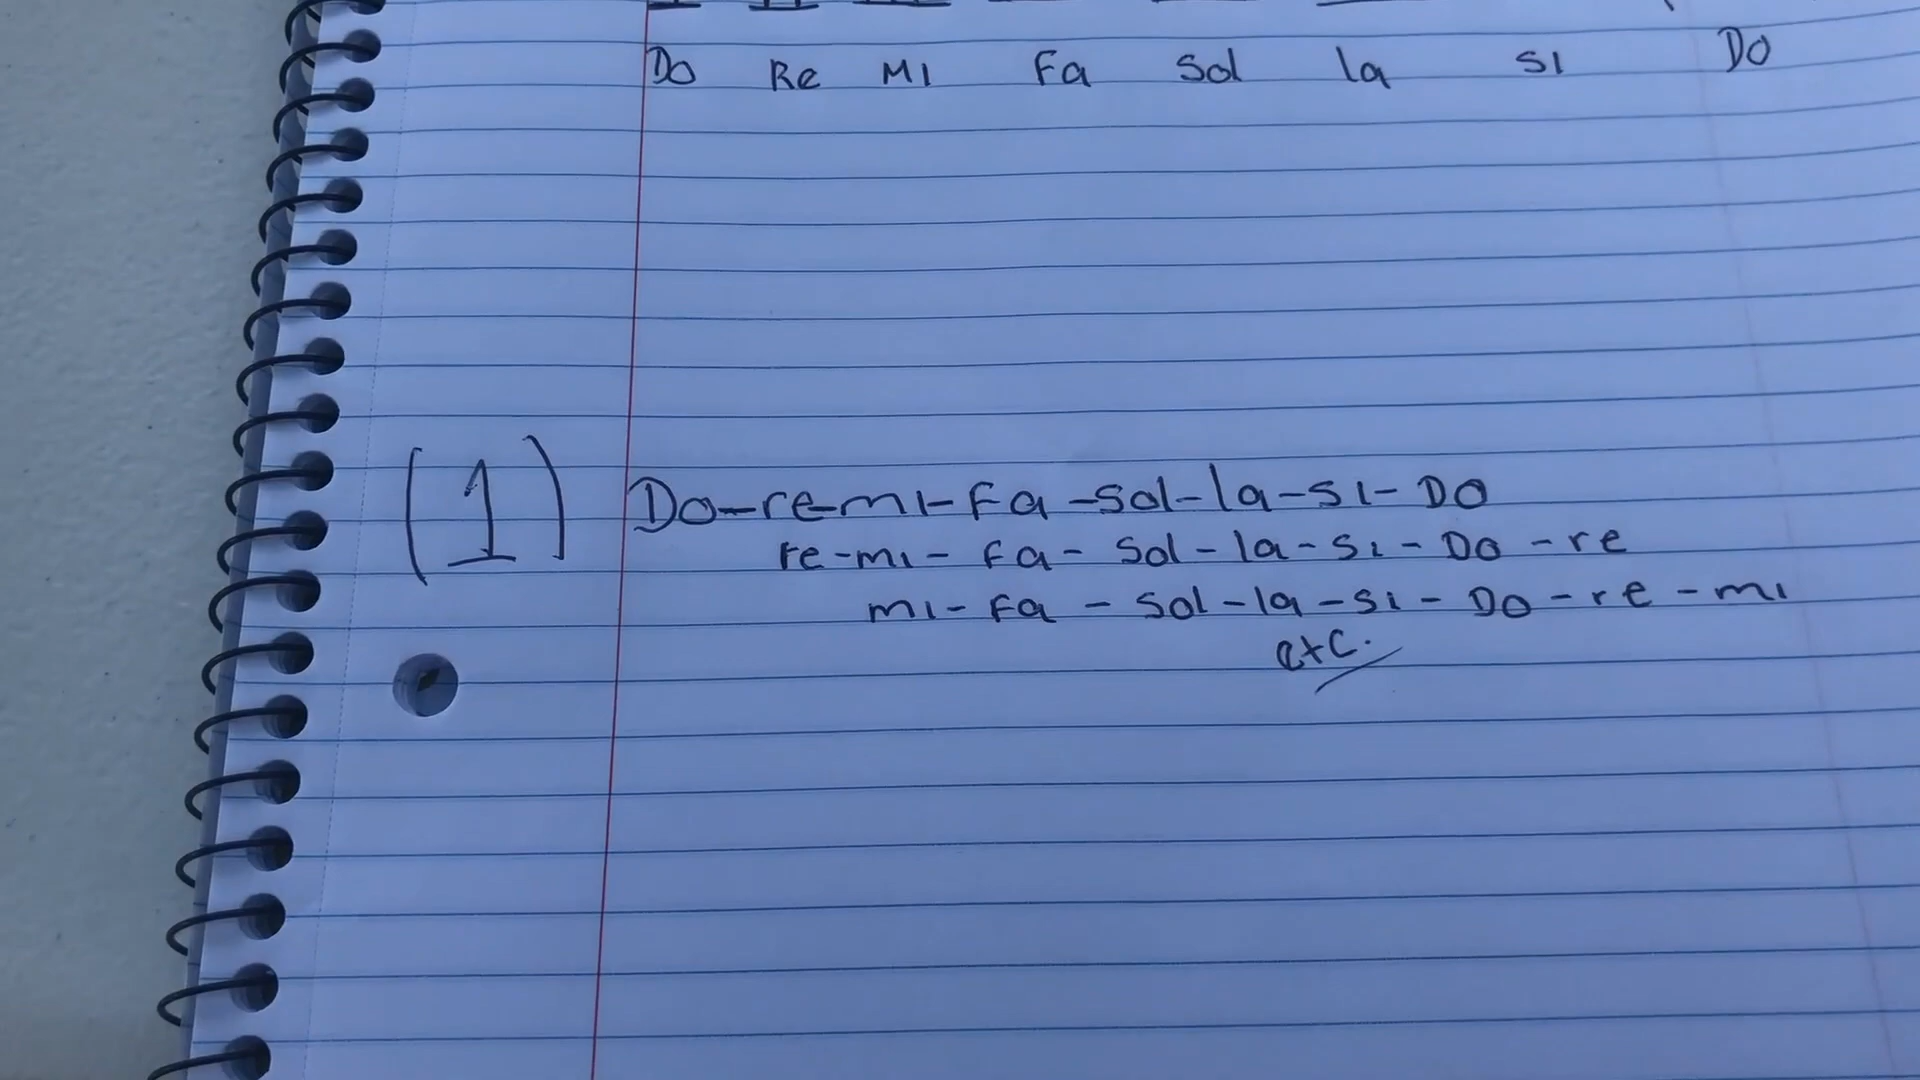 Do Re Mi Fa Sol la si Do
(1) Do-re-mi-Fa-Sol-la-si-Do
re-mi-Fa-Sol-la-si-Do-re
mi-Fa-Sol-la-si-Do-re-mi
etc.